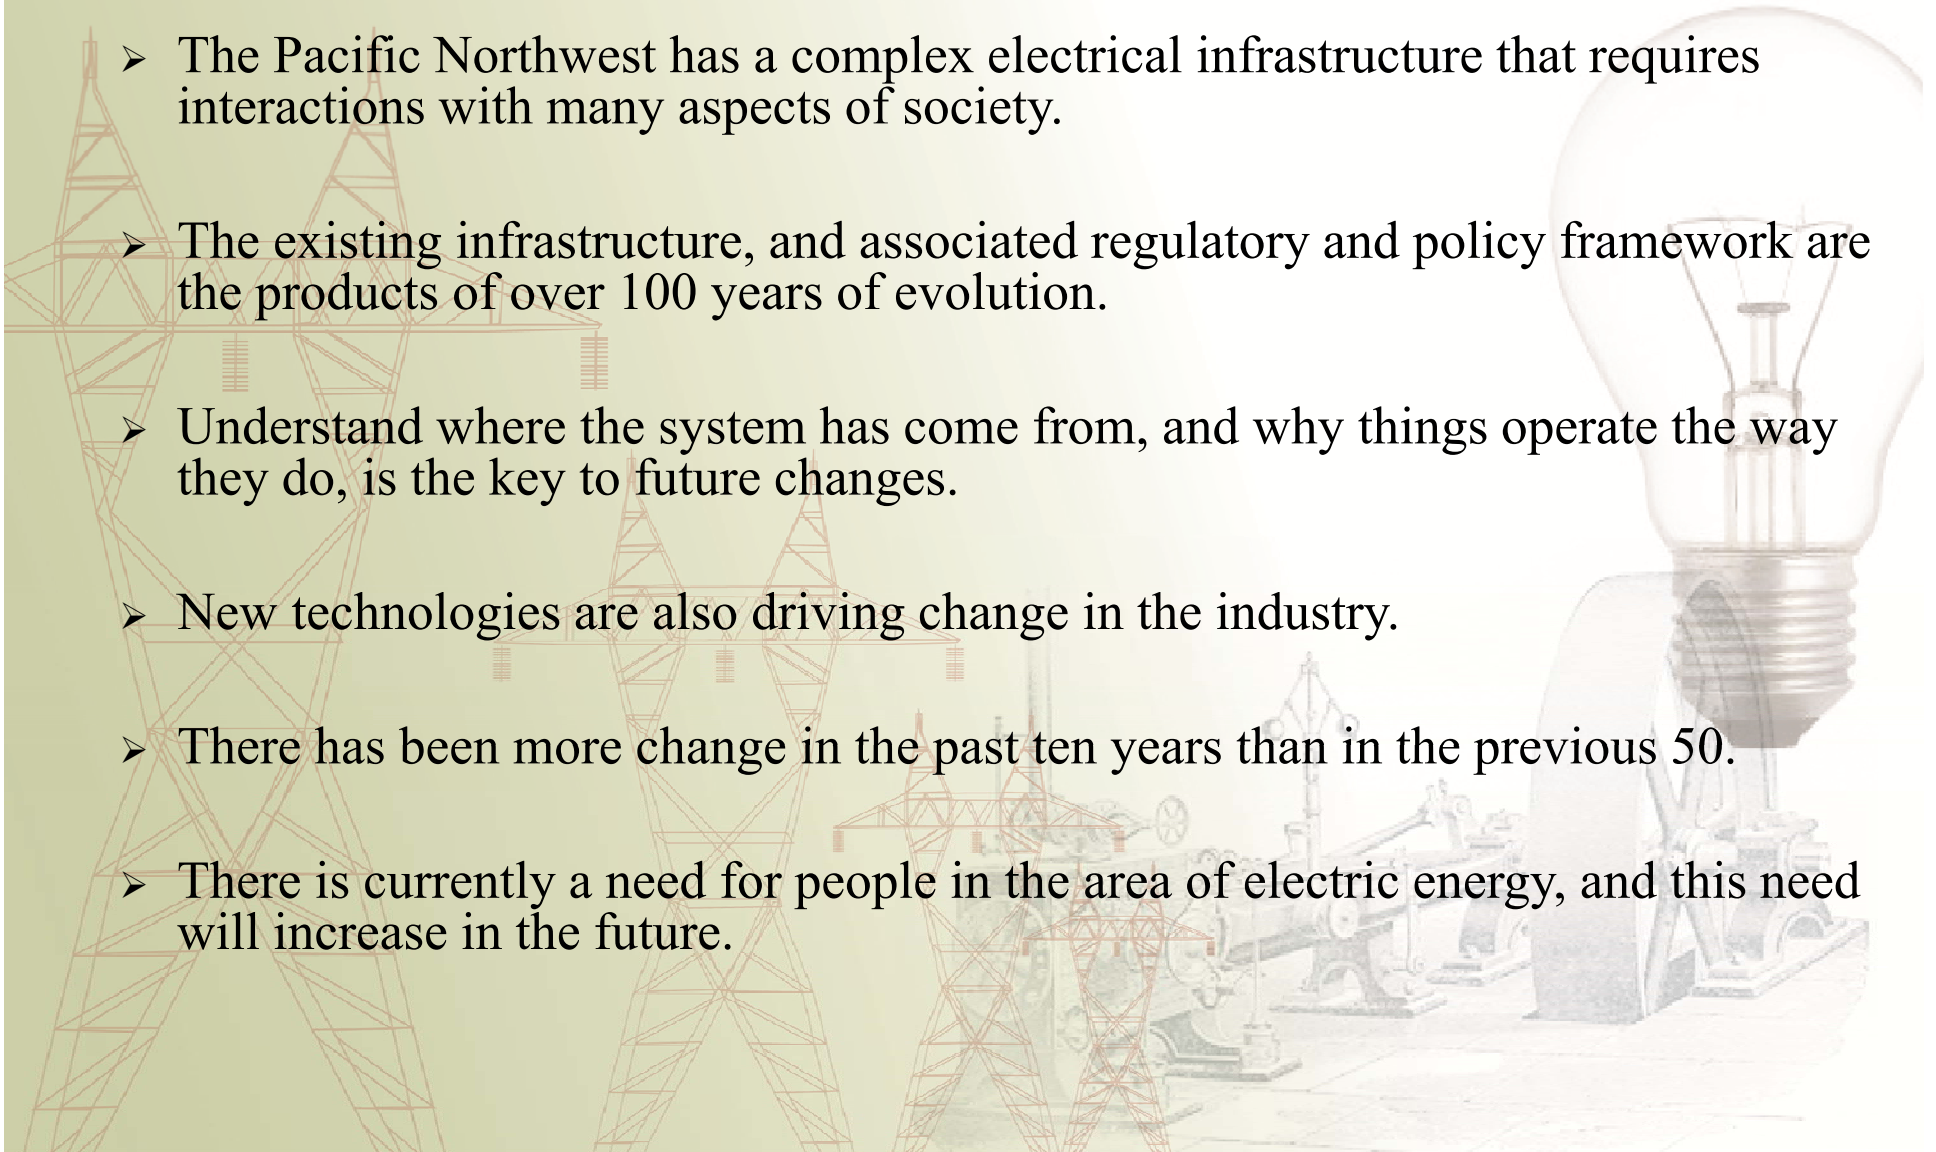 ➢ The Pacific Northwest has a complex electrical infrastructure that requires
interactions with many aspects of society.
➢ The existing infrastructure, and associated regulatory and policy framework are
the products of over 100 years of evolution.
➢ Understand where the system has come from, and why things operate the way
they do, is the key to future changes.
➢ New technologies are also driving change in the industry.
➢ There has been more change in the past ten years than in the previous 50.
➢ There is currently a need for people in the area of electric energy, and this need
will increase in the future.